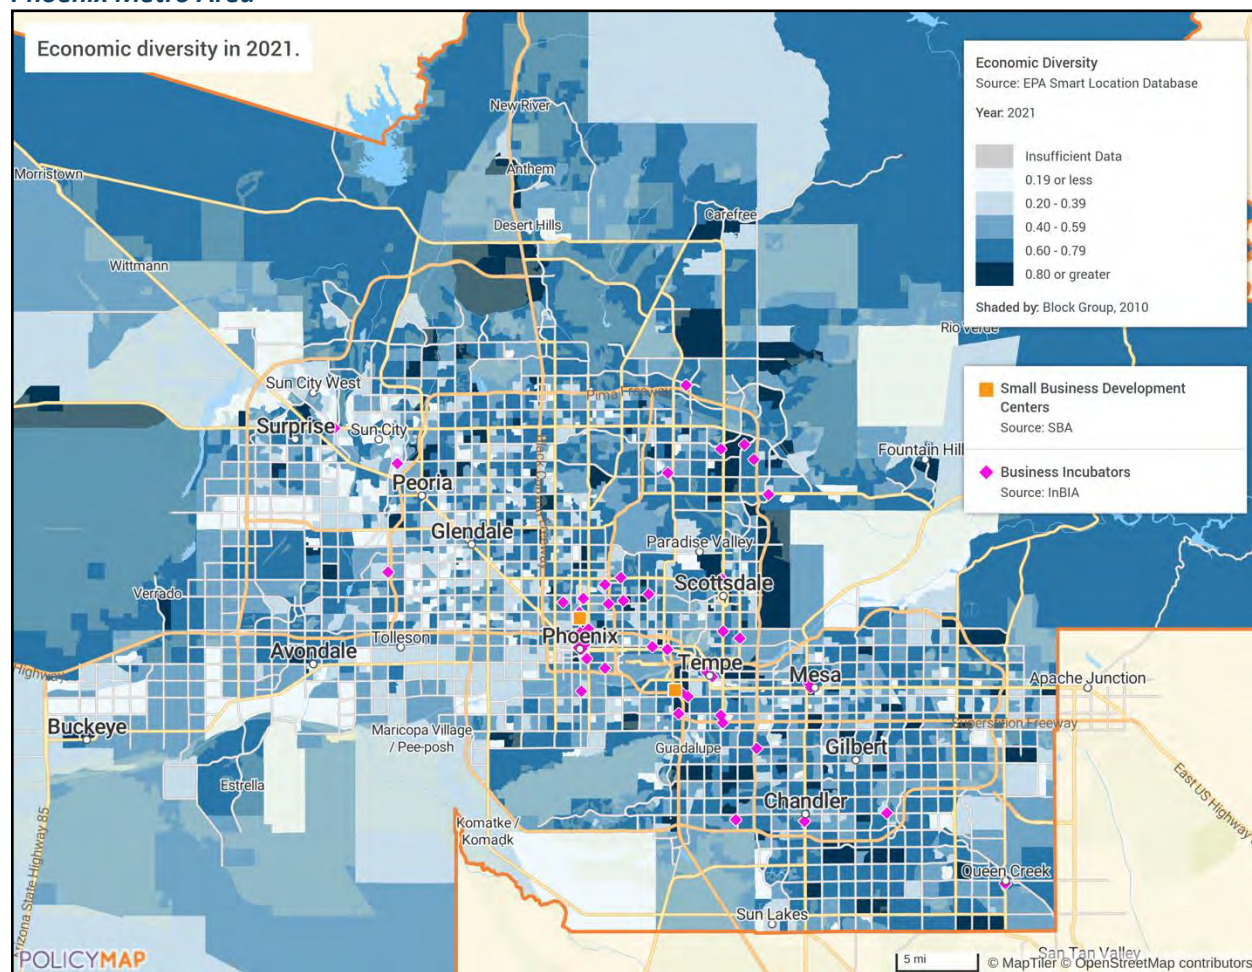 Phoenix Metro Area
Economic diversity in 2021.
Economic Diversity
Source: EPA Smart Location Database
Year: 2021
Insufficient Data
0.19 or less
0.20 - 0.39
0.40 - 0.59
0.60 - 0.79
0.80 or greater
Shaded by: Block Group, 2010
Small Business Development
Centers
Source: SBA
Business Incubators
Source: InBIA
New River
Morristown
Anthem
Carefree
Desert Hills
Wittmann
Rio Verde
Sun City West
Pima Freeway
Surprise
Sun City
Fountain Hill
Peoria
Glendale
Paradise Valley
Scottsdale
Verrado
Tolleson
Phoenix
Avondale
Highway
Tempe
Mesa
Apache Junction
Buckeye
Maricopa Village
/ Pee-posh
Superstition Freeway
Guadalupe
Gilbert
Estrella
East US Highway
Chandler
Komatke /
Komadk
Arizona State Highway 85
Queen Creek
Sun Lakes
San Tan Valley
POLICYMAP
5 mi
© MapTiler © OpenStreetMap contributors